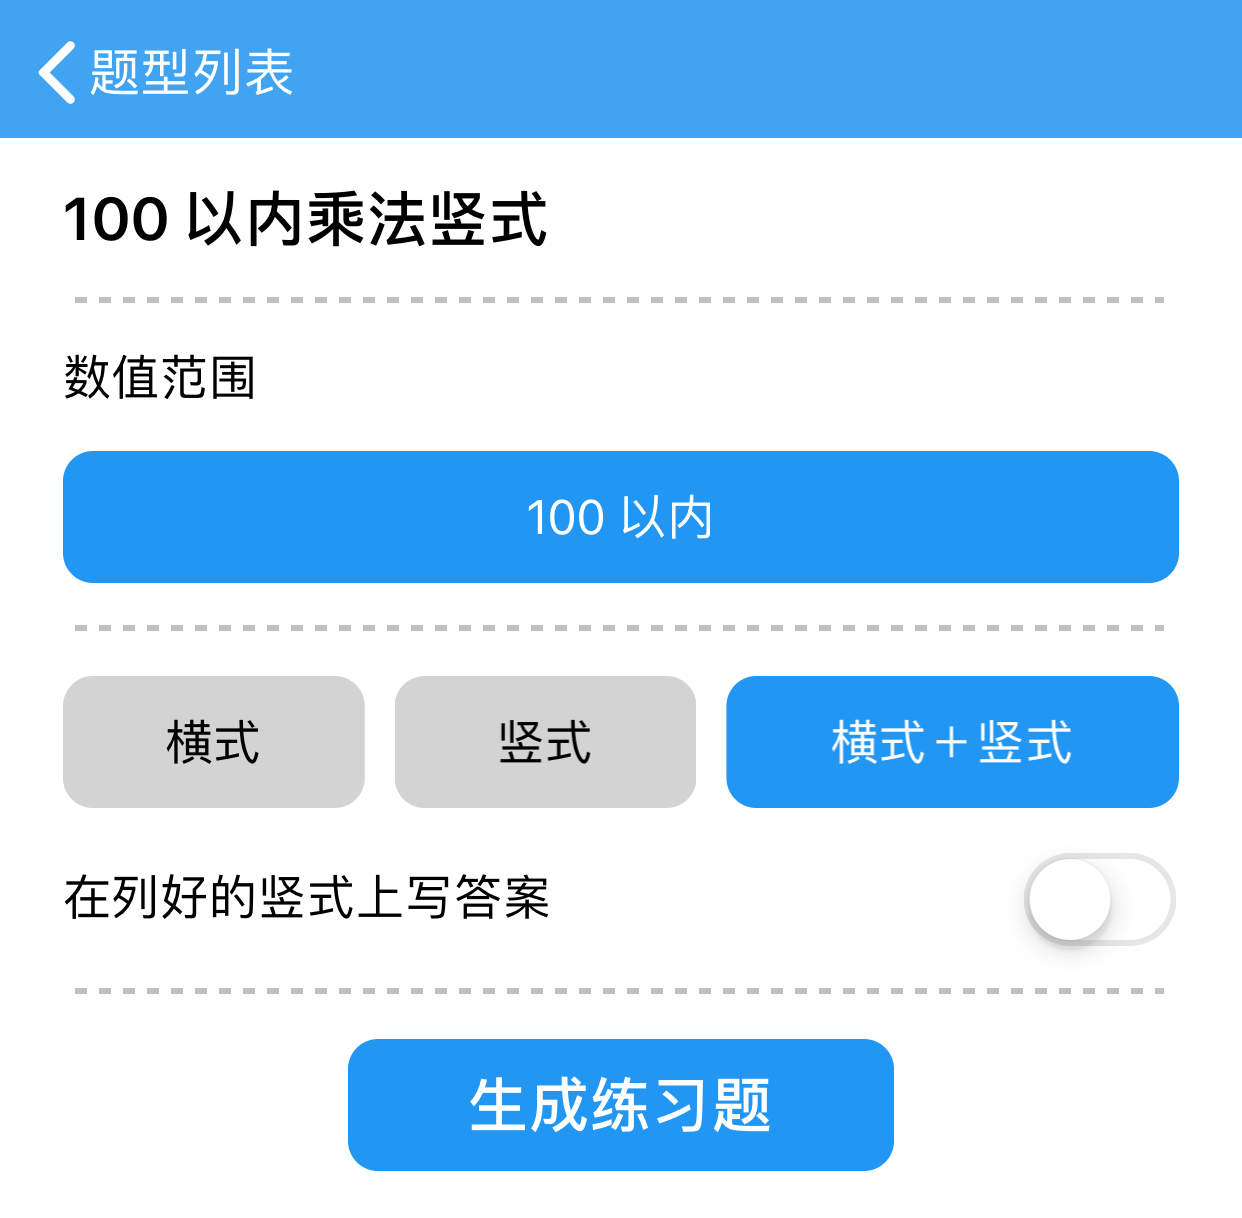 题型列表
100 以内乘法竖式
数值范围
100 以内
横式
竖式
横式 + 竖式
在列好的竖式上写答案
生成练习题